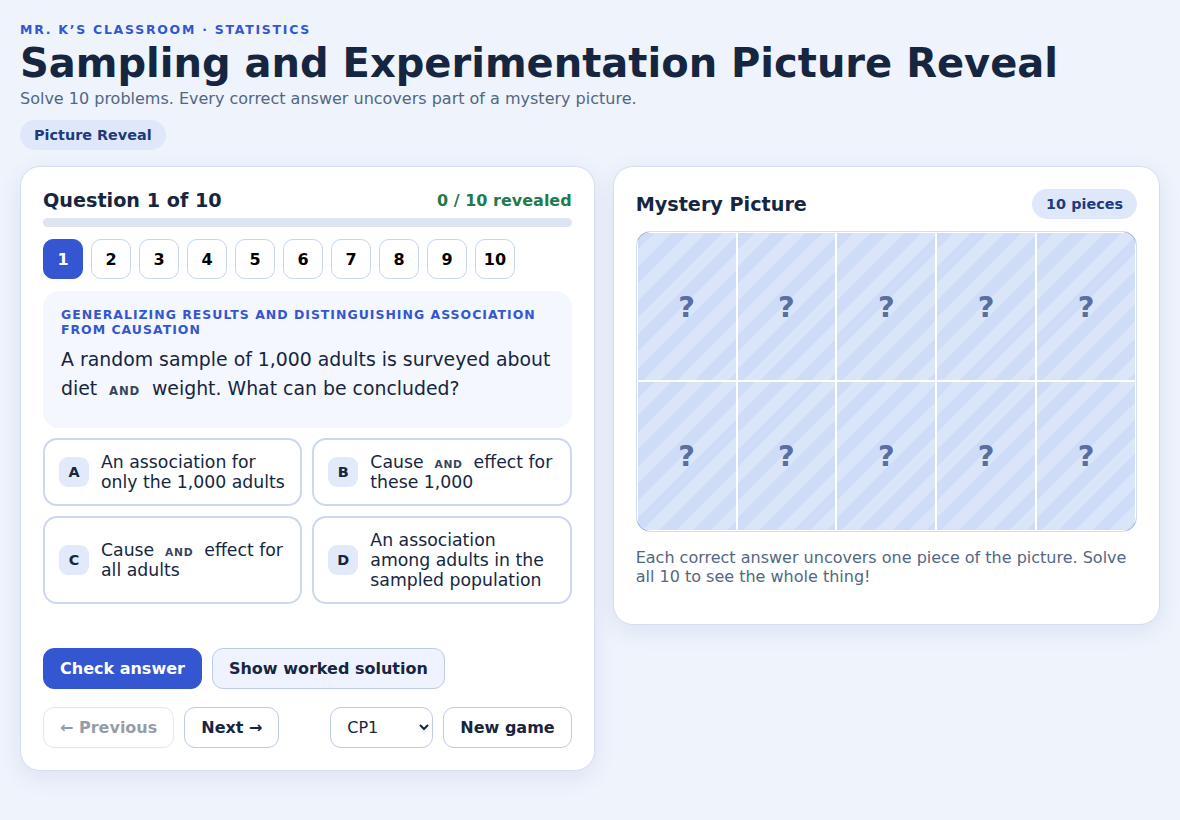 MR. K’S CLASSROOM · STATISTICS
Sampling and Experimentation Picture Reveal
Solve 10 problems. Every correct answer uncovers part of a mystery picture.
Picture Reveal
Question 1 of 10
0 / 10 revealed
1 2 3 4 5 6 7 8 9 10
GENERALIZING RESULTS AND DISTINGUISHING ASSOCIATION
FROM CAUSATION
A random sample of 1,000 adults is surveyed about
diet AND weight. What can be concluded?
A
An association for
only the 1,000 adults
B
Cause AND effect for
these 1,000
C
Cause AND effect for
all adults
D
An association
among adults in the
sampled population
Check answer
Show worked solution
← Previous
Next →
CP1
New game
Mystery Picture
10 pieces
? ? ? ? ?
? ? ? ? ?
Each correct answer uncovers one piece of the picture. Solve
all 10 to see the whole thing!